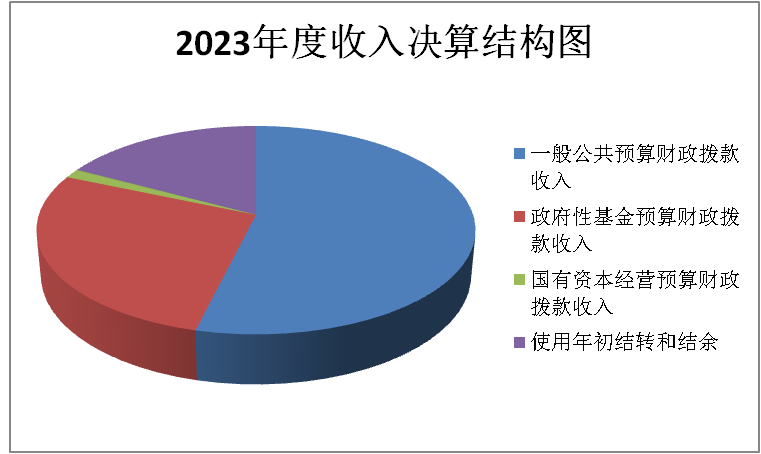 2023年度收入决算结构图
一般公共预算财政拨款
收入
政府性基金预算财政拨
款收入
国有资本经营预算财政
拨款收入
使用年初结转和结余